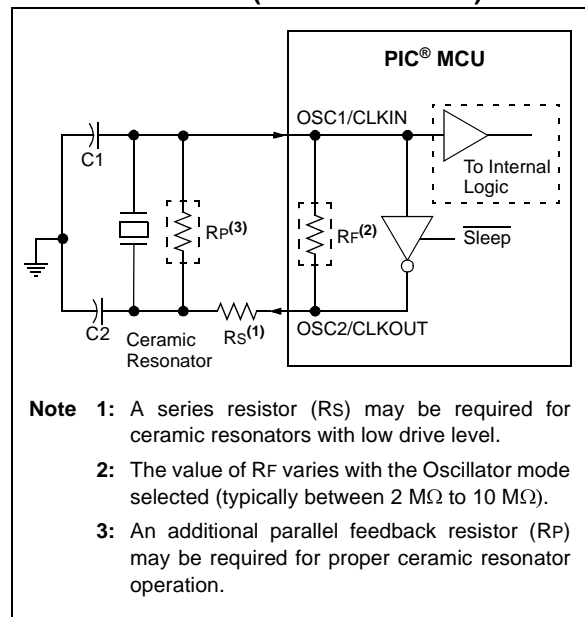 PIC® MCU
OSC1/CLKIN
C1
To Internal
Logic
RP(3)
RF(2)
Sleep
C2
Ceramic
Resonator
RS(1)
OSC2/CLKOUT
Note 1: A series resistor (RS) may be required for
ceramic resonators with low drive level.
2: The value of RF varies with the Oscillator mode
selected (typically between 2 MΩ to 10 MΩ).
3: An additional parallel feedback resistor (RP)
may be required for proper ceramic resonator
operation.